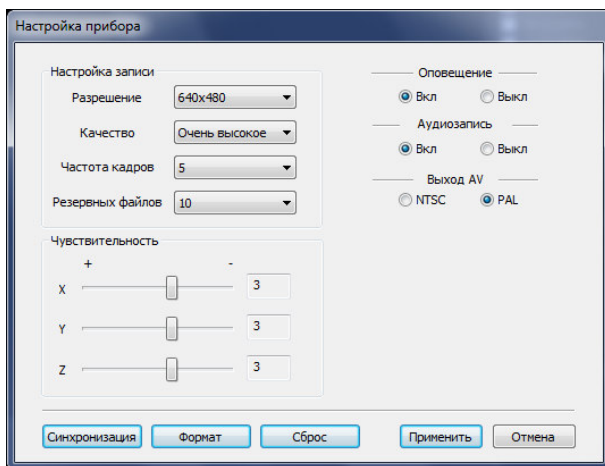 Настройка прибора
Настройка записи
Разрешение 640x480
Качество Очень высокое
Частота кадров 5
Резервных файлов 10
Оповещение
Вкл Выкл
Аудиозапись
Вкл Выкл
Выход AV
NTSC PAL
Чувствительность
+ -
X 3
Y 3
Z 3
Синхронизация Формат Сброс Применить Отмена